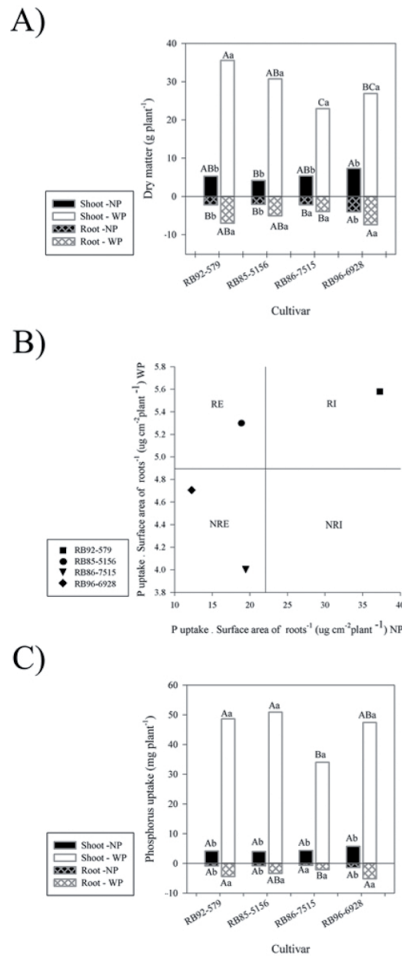 A)
40
30
20
10
0
-10
Dry matter (g plant-1)
Aa
ABa
Ca
BCa
ABb
Bb
ABb
Ab
Bb
Bb
Ba
Ab
ABa
ABa
Aa
Aa
Shoot -NP
Shoot - WP
Root - NP
Root - WP
RB92-579
RB85-5156
RB86-7515
RB96-6928
Cultivar
B)
5.8
5.6
5.4
5.2
5.0
4.8
4.6
4.4
4.2
4.0
3.8
P uptake . Surface area of roots-1 (ug cm-2plant -1) WP
RE
RI
NRE
NRI
RB92-579
RB85-5156
RB86-7515
RB96-6928
10 15 20 25 30 35 40
P uptake . Surface area of roots-1 (ug cm-2plant -1) NP
C)
60
50
40
30
20
10
0
-10
Phosphorus uptake (mg plant-1)
Aa
Aa
Ba
ABa
Ab
Ab
Ab
Ab
Ab
Ab
Aa
Ab
Aa
ABa
Ba
Aa
Shoot -NP
Shoot - WP
Root - NP
Root - WP
RB92-579
RB85-5156
RB86-7515
RB96-6928
Cultivar